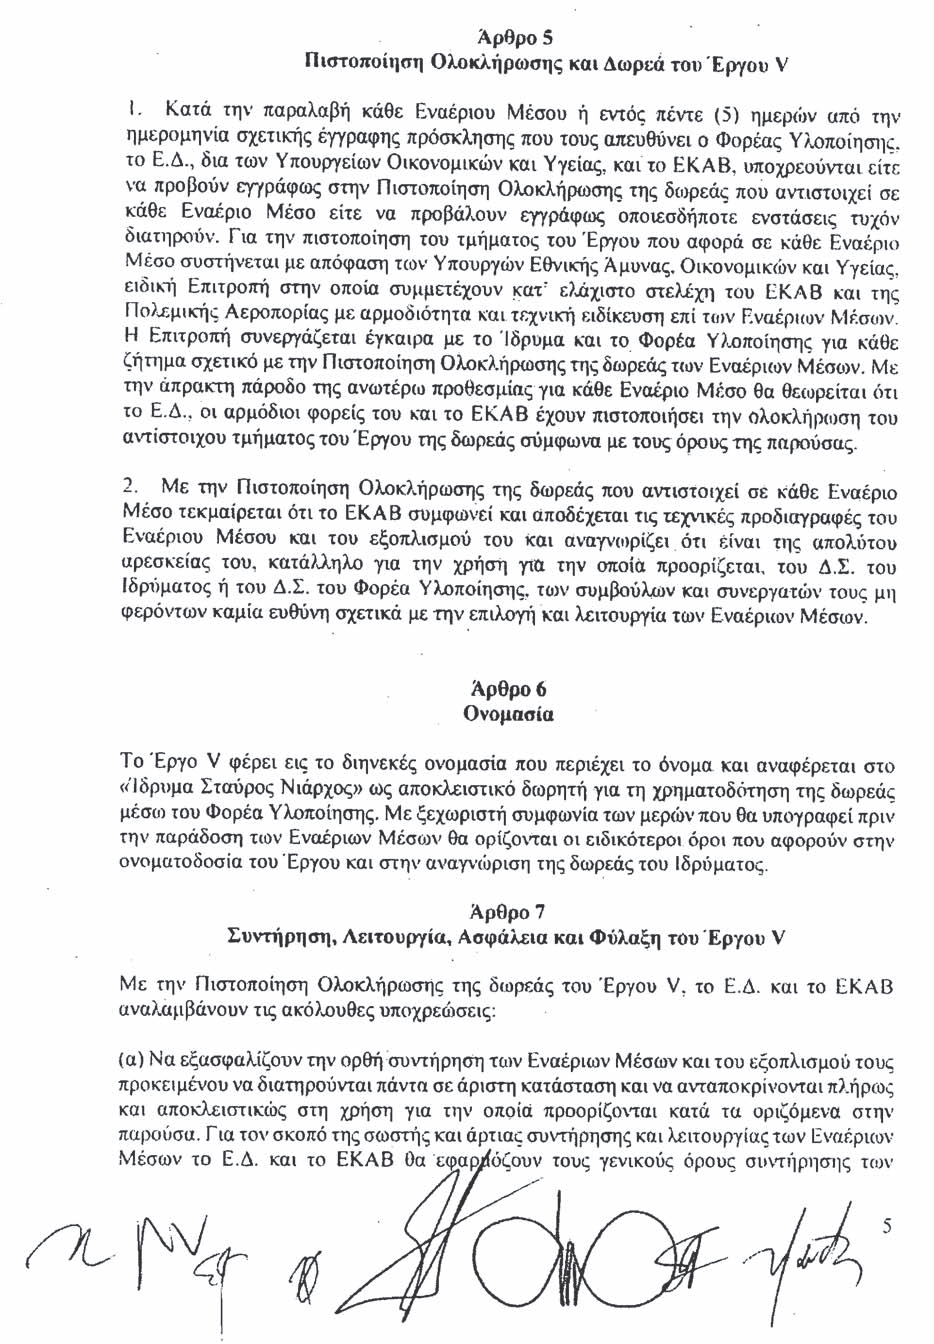 Άρθρο 5
Πιστοποίηση Ολοκλήρωσης και Δωρεά του Έργου V
1. Κατά την παραλαβή κάθε Εναέριου Μέσου ή εντός πέντε (5) ημερών από την
ημερομηνία σχετικής έγγραφης πρόσκλησης που τους απευθύνει ο Φορέας Υλοποίησης,
το Ε.Δ., δια των Υπουργείων Οικονομικών και Υγείας, και το ΕΚΑΒ, υποχρεούνται είτε
να προβούν εγγράφως στην Πιστοποίηση Ολοκλήρωσης της δωρεάς που αντιστοιχεί σε
κάθε Εναέριο Μέσο είτε να προβάλουν εγγράφως οποιεσδήποτε ενστάσεις τυχόν
διατηρούν. Για την πιστοποίηση του τμήματος του Έργου που αφορά σε κάθε Εναέριο
Μέσο συστήνεται με απόφαση των Υπουργών Εθνικής Άμυνας, Οικονομικών και Υγείας,
ειδική Επιτροπή στην οποία συμμετέχουν κατ' ελάχιστο στελέχη του ΕΚΑΒ και της
Πολεμικής Αεροπορίας με αρμοδιότητα και τεχνική ειδίκευση επί των Εναέριων Μέσων.
Η Επιτροπή συνεργάζεται έγκαιρα με το Ίδρυμα και το Φορέα Υλοποίησης για κάθε
ζήτημα σχετικό με την Πιστοποίηση Ολοκλήρωσης της δωρεάς των Εναέριων Μέσων. Με
την άπρακτη πάροδο της ανωτέρω προθεσμίας για κάθε Εναέριο Μέσο θα θεωρείται ότι
το Ε.Δ., οι αρμόδιοι φορείς του και το ΕΚΑΒ έχουν πιστοποιήσει την ολοκλήρωση του
αντίστοιχου τμήματος του Έργου της δωρεάς σύμφωνα με τους όρους της παρούσας.
2. Με την Πιστοποίηση Ολοκλήρωσης της δωρεάς που αντιστοιχεί σε κάθε Εναέριο
Μέσο τεκμαίρεται ότι το ΕΚΑΒ συμφωνεί και αποδέχεται τις τεχνικές προδιαγραφές του
Εναέριου Μέσου και του εξοπλισμού του και αναγνωρίζει ότι είναι της απολύτου
αρεσκείας του, κατάλληλο για την χρήση για την οποία προορίζεται, του Δ.Σ. του
Ιδρύματος ή του Δ.Σ. του Φορέα Υλοποίησης, των συμβούλων και συνεργατών τους μη
φερόντων καμία ευθύνη σχετικά με την επιλογή και λειτουργία των Εναέριων Μέσων.
Άρθρο 6
Ονομασία
Το Έργο V φέρει εις το διηνεκές ονομασία που περιέχει το όνομα και αναφέρεται στο
«Ίδρυμα Σταύρος Νιάρχος» ως αποκλειστικό δωρητή για τη χρηματοδότηση της δωρεάς
μέσω του Φορέα Υλοποίησης. Με ξεχωριστή συμφωνία των μερών που θα υπογραφεί πριν
την παράδοση των Εναέριων Μέσων θα ορίζονται οι ειδικότεροι όροι που αφορούν στην
ονοματοδοσία του Έργου και στην αναγνώριση της δωρεάς του Ιδρύματος.
Άρθρο 7
Συντήρηση, Λειτουργία, Ασφάλεια και Φύλαξη του Έργου V
Με την Πιστοποίηση Ολοκλήρωσης της δωρεάς του Έργου V, το Ε.Δ. και το ΕΚΑΒ
αναλαμβάνουν τις ακόλουθες υποχρεώσεις:
(α) Να εξασφαλίζουν την ορθή συντήρηση των Εναέριων Μέσων και του εξοπλισμού τους
προκειμένου να διατηρούνται πάντα σε άριστη κατάσταση και να ανταποκρίνονται πλήρως
και αποκλειστικώς στη χρήση για την οποία προορίζονται κατά τα οριζόμενα στην
παρούσα. Για τον σκοπό της σωστής και άρτιας συντήρησης και λειτουργίας των Εναέριων
Μέσων το Ε.Δ. και το ΕΚΑΒ θα εφαρμόζουν τους γενικούς όρους συντήρησης των
5